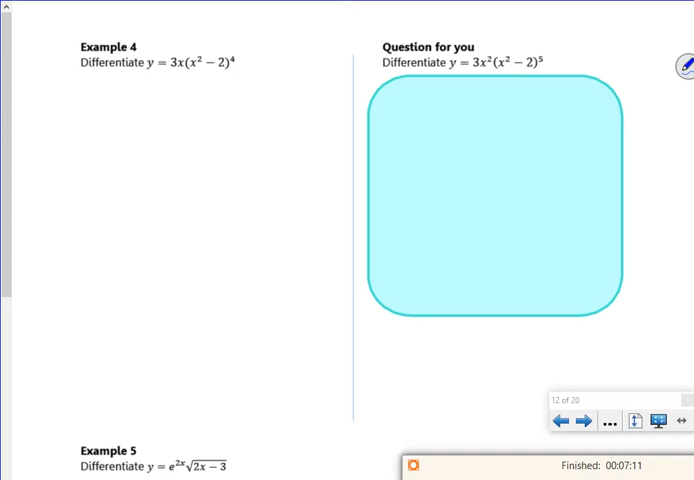 Example 4
Differentiate y = 3x(x² − 2)⁴
Question for you
Differentiate y = 3x²(x² − 2)⁵
12 of 20
...
Example 5
Differentiate y = e²ˣ√(2x − 3)
Finished: 00:07:11